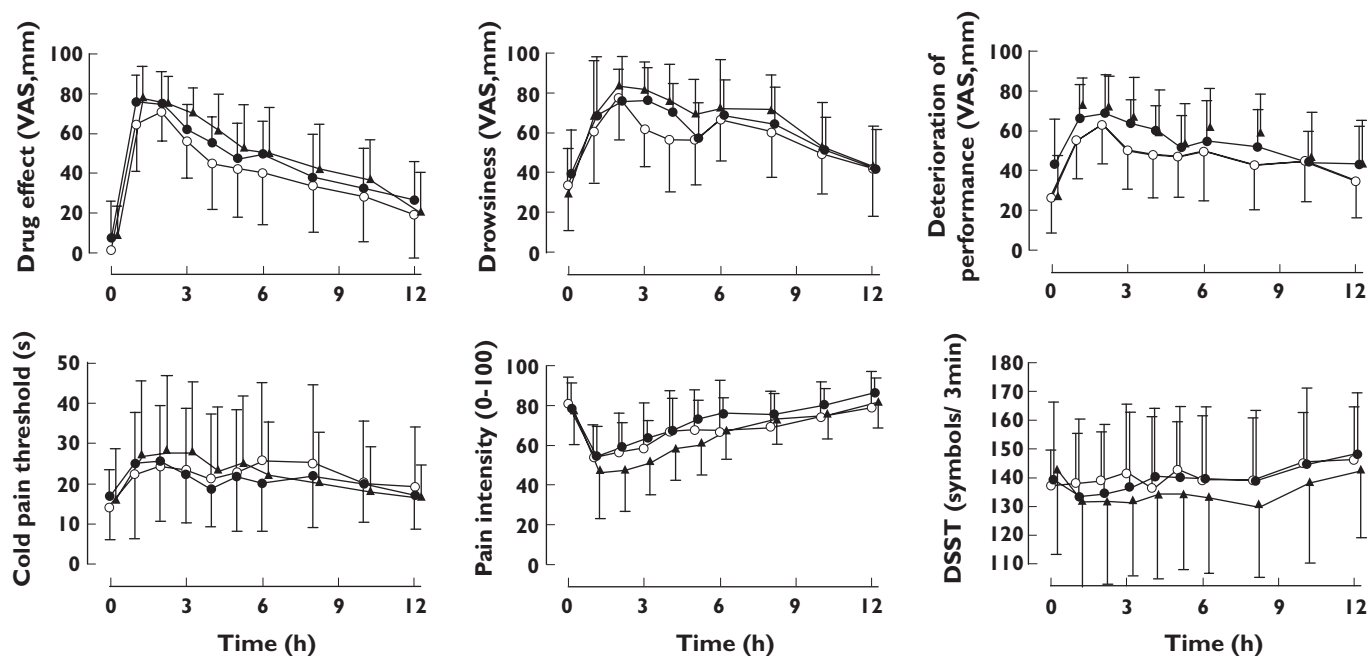 Drug effect (VAS,mm)
100
80
60
40
20
0
0 3 6 9 12
Drowsiness (VAS,mm)
100
80
60
40
20
0
0 3 6 9 12
Deterioration of
performance (VAS,mm)
100
80
60
40
20
0
0 3 6 9 12
Cold pain threshold (s)
50
40
30
20
10
0
0 3 6 9 12
Time (h)
Pain intensity (0-100)
100
80
60
40
20
0
0 3 6 9 12
Time (h)
DSST (symbols/ 3min)
180
170
160
150
140
130
120
110
0 3 6 9 12
Time (h)